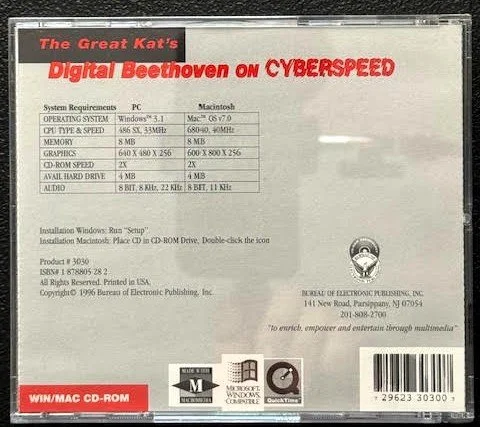 The Great Kat's
Digital Beethoven ON CYBERSPEED
System Requirements PC Macintosh
OPERATING SYSTEM Windows™ 3.1 Mac™ OS v7.0
CPU TYPE & SPEED 486 SX, 33MHz 68040, 40MHz
MEMORY 8 MB 8 MB
GRAPHICS 640 X 480 X 256 600 X 800 X 256
CD-ROM SPEED 2X 2X
AVAIL HARD DRIVE 4 MB 4 MB
AUDIO 8 BIT, 8 KHz, 22 KHz 8 BIT, 11 KHz
Installation Windows: Run "Setup"
Installation Macintosh: Place CD in CD-ROM Drive, Double-click the icon
Product # 3030
ISBN# 1 878805 28 2
All Rights Reserved. Printed in USA.
Copyright© 1996 Bureau of Electronic Publishing, Inc.
BUREAU OF ELECTRONIC PUBLISHING, INC.
141 New Road, Parsippany, NJ 07054
201-808-2700
"to enrich, empower and entertain through multimedia"
WIN/MAC CD-ROM
MADE WITH
M
MACROMEDIA
MICROSOFT®
WINDOWS™
COMPATIBLE
QuickTime™
7 29623 30300